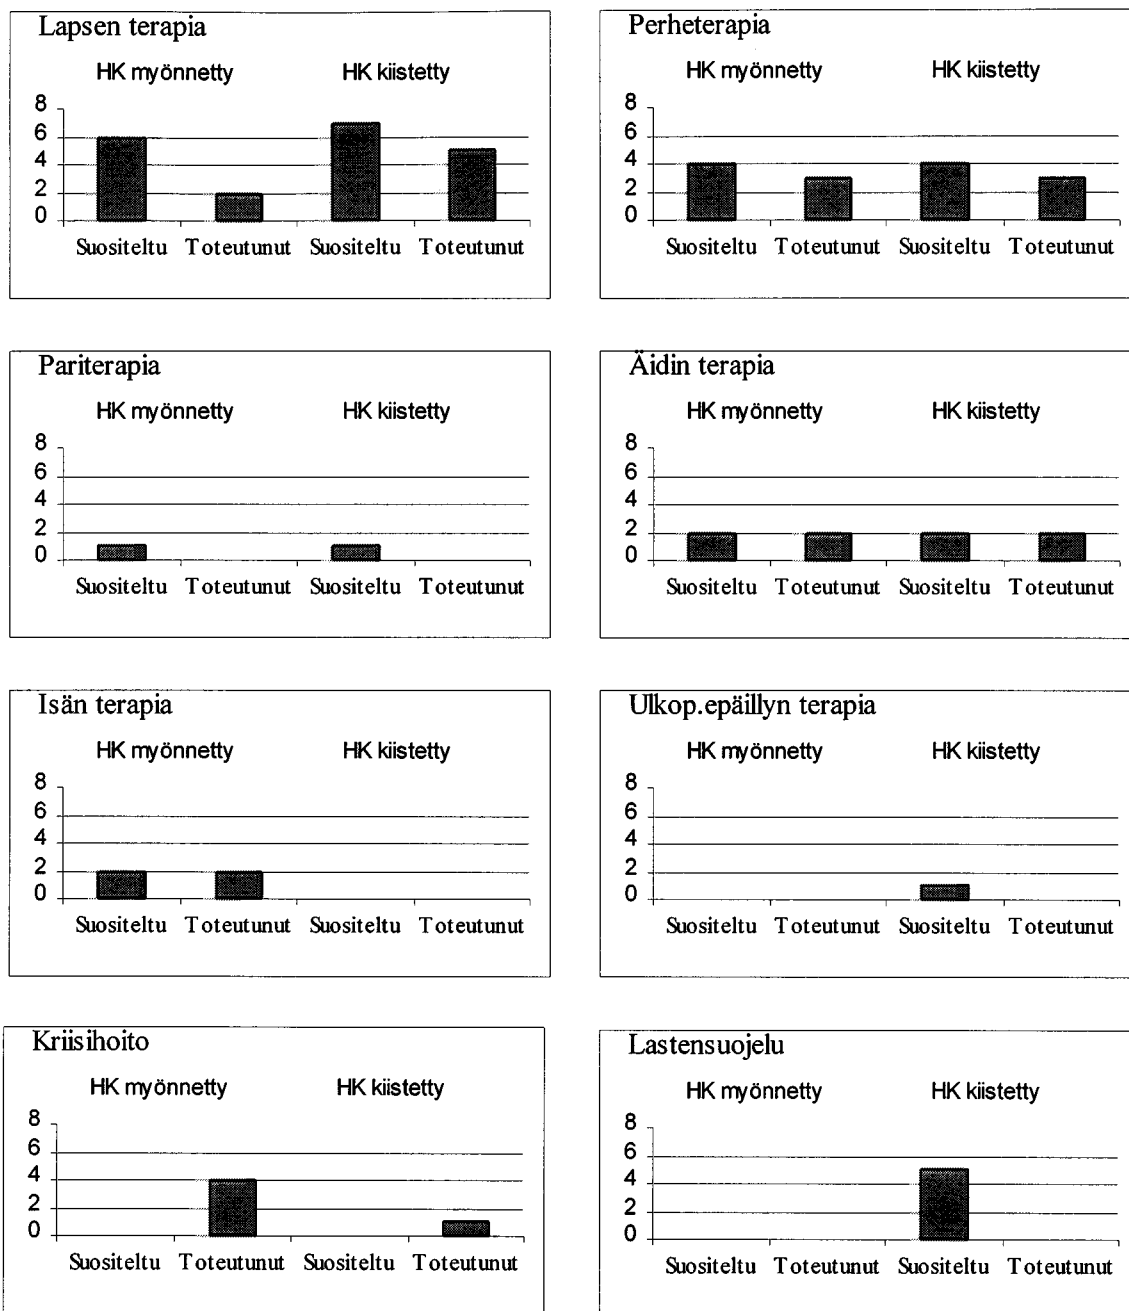 Lapsen terapia
HK myönnetty HK kiistetty
8
6
4
2
0
Suositeltu Toteutunut Suositeltu Toteutunut
Perheterapia
HK myönnetty HK kiistetty
8
6
4
2
0
Suositeltu Toteutunut Suositeltu Toteutunut
Pariterapia
HK myönnetty HK kiistetty
8
6
4
2
0
Suositeltu Toteutunut Suositeltu Toteutunut
Äidin terapia
HK myönnetty HK kiistetty
8
6
4
2
0
Suositeltu Toteutunut Suositeltu Toteutunut
Isän terapia
HK myönnetty HK kiistetty
8
6
4
2
0
Suositeltu Toteutunut Suositeltu Toteutunut
Ulkop.epäillyn terapia
HK myönnetty HK kiistetty
8
6
4
2
0
Suositeltu Toteutunut Suositeltu Toteutunut
Kriisihoito
HK myönnetty HK kiistetty
8
6
4
2
0
Suositeltu Toteutunut Suositeltu Toteutunut
Lastensuojelu
HK myönnetty HK kiistetty
8
6
4
2
0
Suositeltu Toteutunut Suositeltu Toteutunut